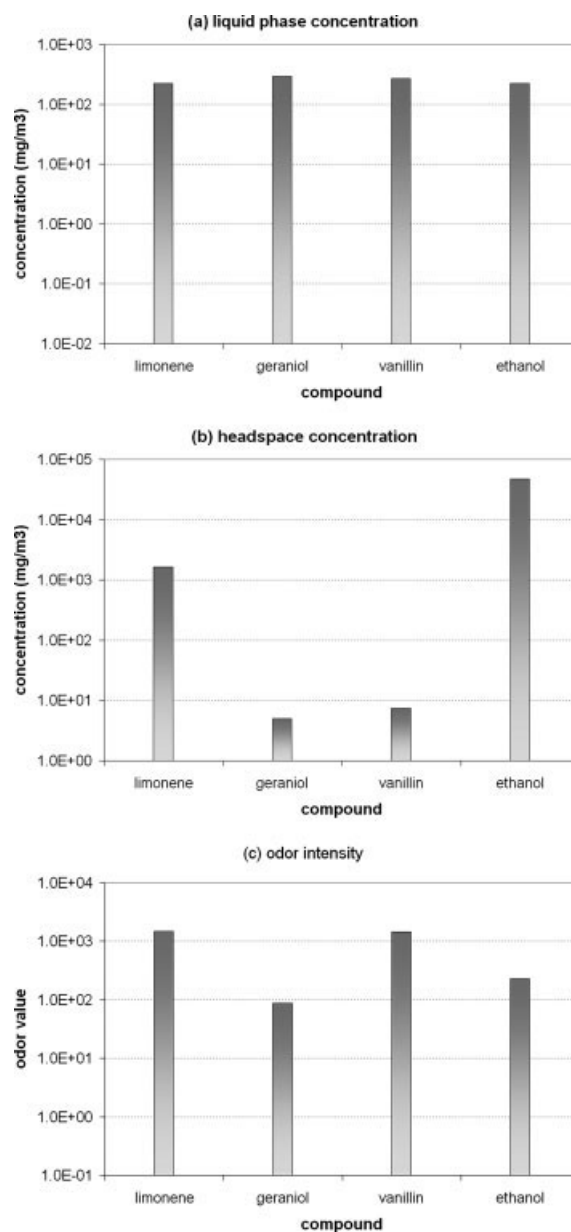 (a) liquid phase concentration
concentration (mg/m3)
1.0E+03
1.0E+02
1.0E+01
1.0E+00
1.0E-01
1.0E-02
limonene geraniol vanillin ethanol
compound
(b) headspace concentration
concentration (mg/m3)
1.0E+05
1.0E+04
1.0E+03
1.0E+02
1.0E+01
1.0E+00
limonene geraniol vanillin ethanol
compound
(c) odor intensity
odor value
1.0E+04
1.0E+03
1.0E+02
1.0E+01
1.0E+00
1.0E-01
limonene geraniol vanillin ethanol
compound